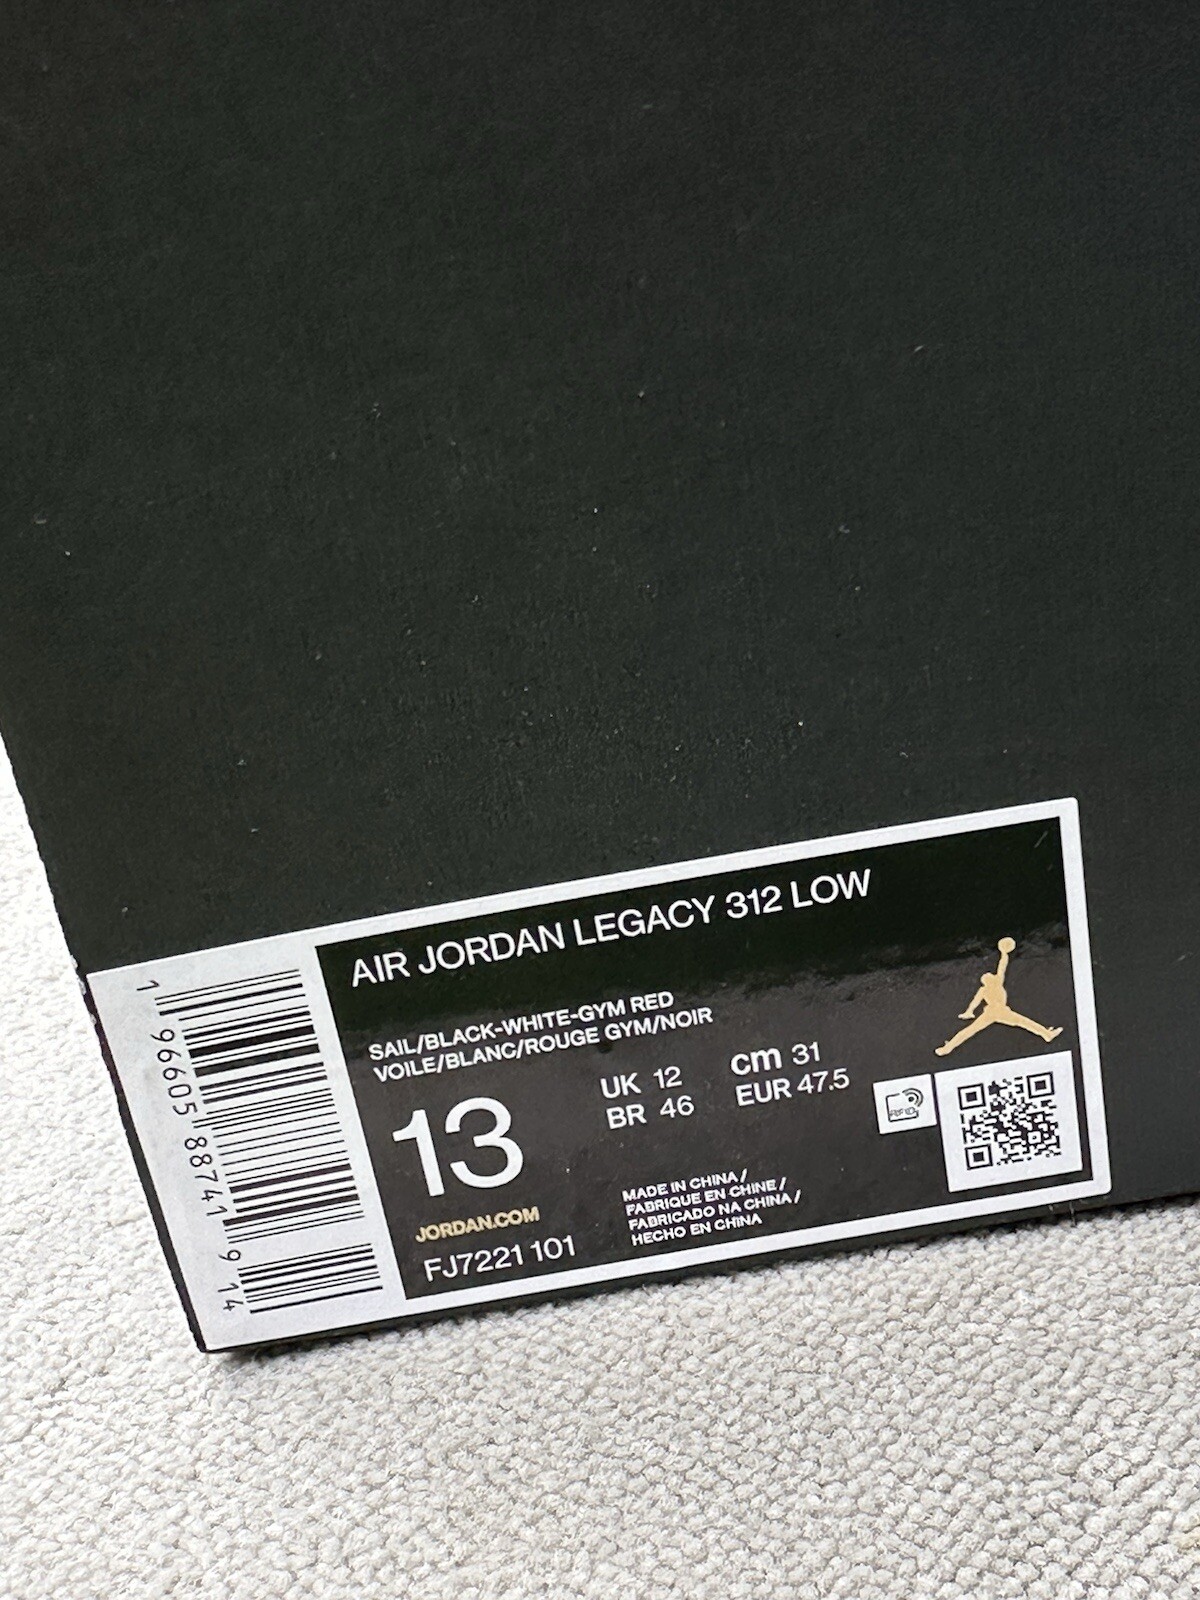 AIR JORDAN LEGACY 312 LOW
SAIL/BLACK-WHITE-GYM RED
VOILE/BLANC/ROUGE GYM/NOIR
13
UK 12
BR 46
cm 31
EUR 47.5
JORDAN.COM
FJ7221 101
MADE IN CHINA/
FABRIQUE EN CHINE/
FABRICADO NA CHINA/
HECHO EN CHINA
RFID
1 96605 88741 9 14